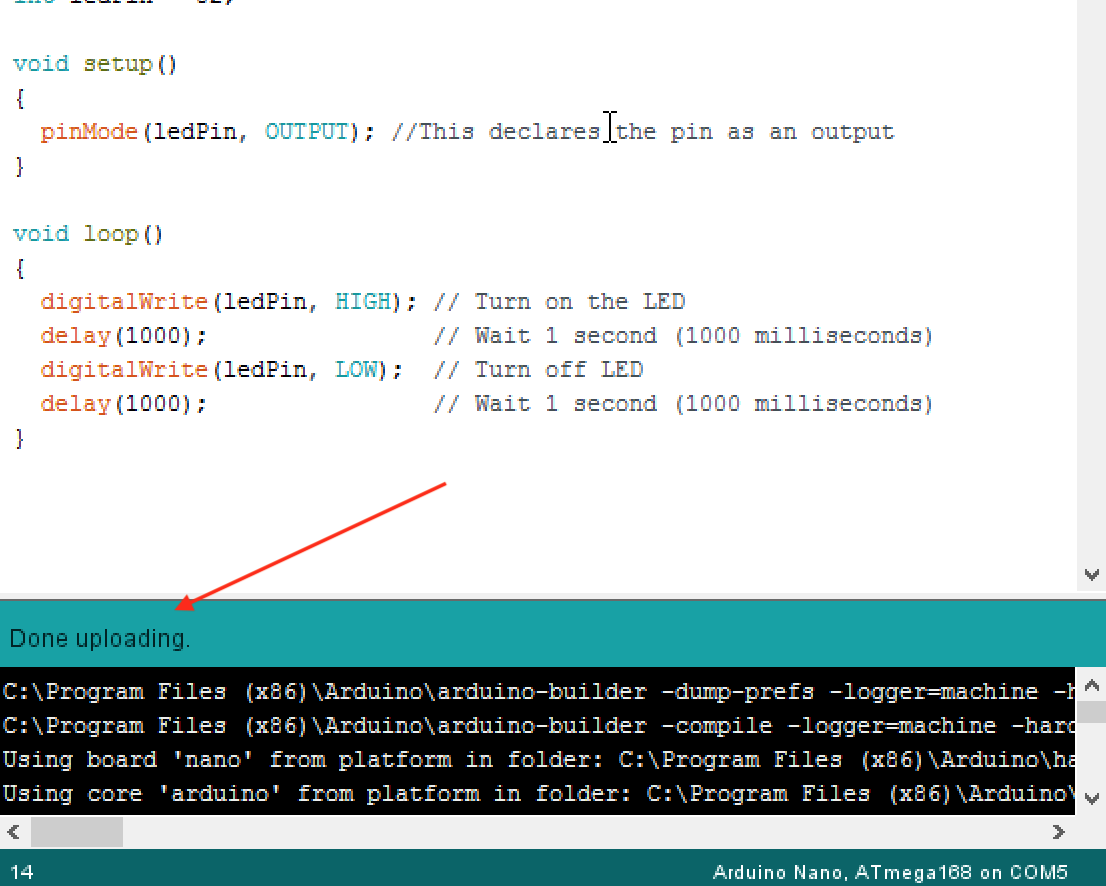 void setup()
{
  pinMode(ledPin, OUTPUT); //This declares the pin as an output
}
void loop()
{
  digitalWrite(ledPin, HIGH); // Turn on the LED
  delay(1000);                // Wait 1 second (1000 milliseconds)
  digitalWrite(ledPin, LOW);  // Turn off LED
  delay(1000);                // Wait 1 second (1000 milliseconds)
}
Done uploading.
C:\Program Files (x86)\Arduino\arduino-builder -dump-prefs -logger=machine
C:\Program Files (x86)\Arduino\arduino-builder -compile -logger=machine
Using board 'nano' from platform in folder: C:\Program Files (x86)\Arduino\ha
Using core 'arduino' from platform in folder: C:\Program Files (x86)\Arduino\
14
Arduino Nano, ATmega168 on COM5